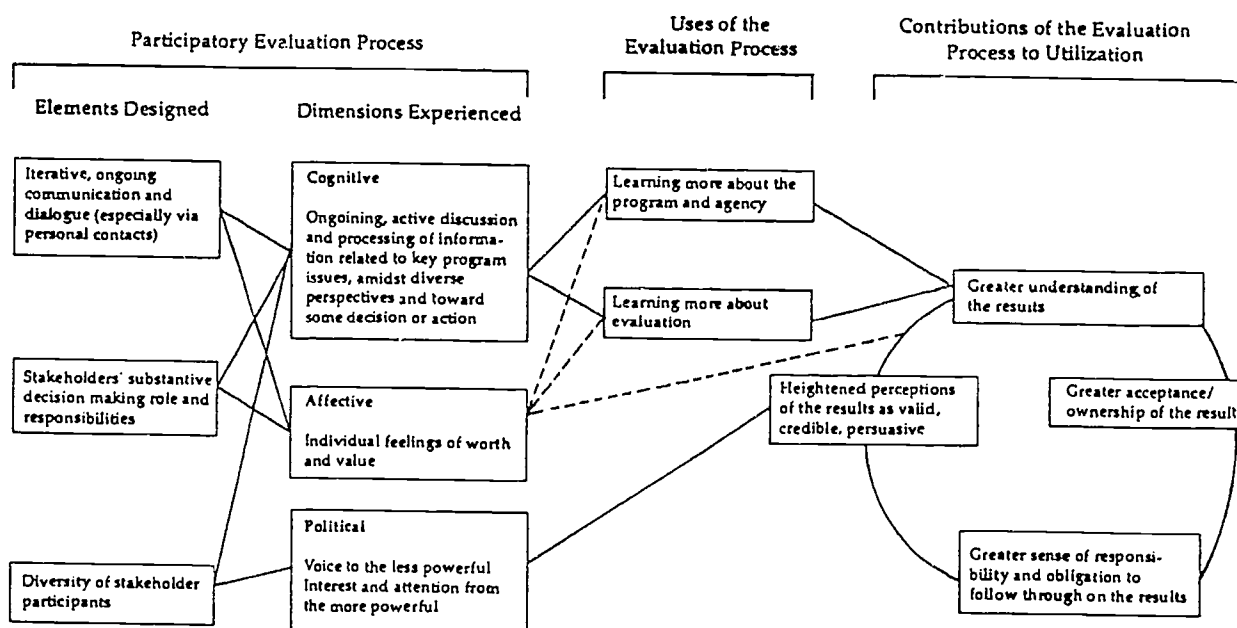 Participatory Evaluation Process
Uses of the
Evaluation Process
Contributions of the Evaluation
Process to Utilization
Elements Designed
Dimensions Experienced
Iterative, ongoing
communication and
dialogue (especially via
personal contacts)
Stakeholders' substantive
decision making role and
responsibilities
Diversity of stakeholder
participants
Cognitive
Ongoining, active discussion
and processing of informa-
tion related to key program
issues, amidst diverse
perspectives and toward
some decision or action
Affective
Individual feelings of worth
and value
Political
Voice to the less powerful
Interest and attention from
the more powerful
Learning more about the
program and agency
Learning more about
evaluation
Greater understanding of
the results
Heightened perceptions
of the results as valid,
credible, persuasive
Greater acceptance/
ownership of the result
Greater sense of responsi-
bility and obligation to
follow through on the results